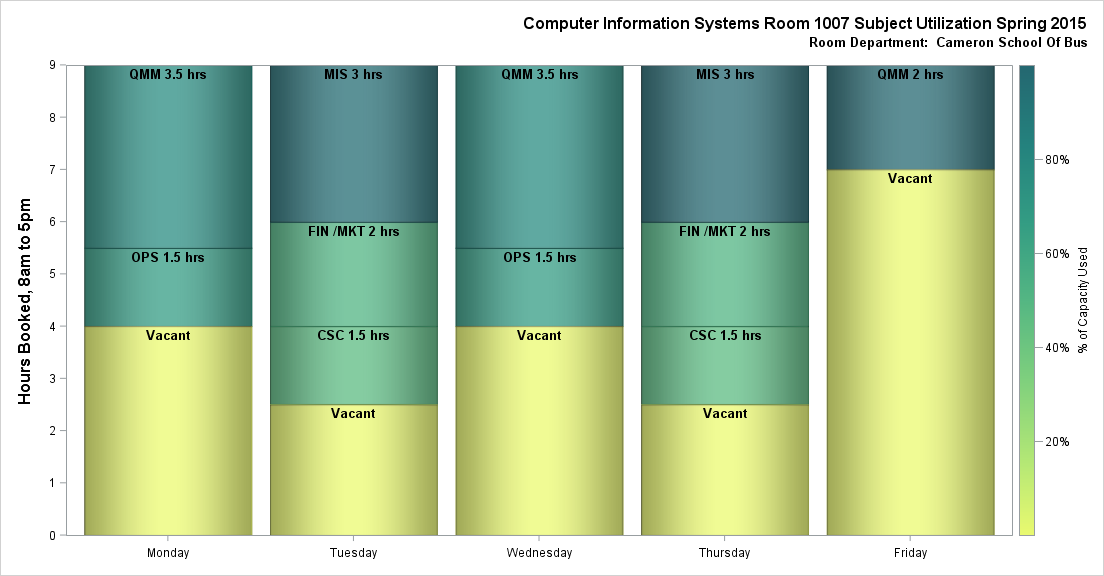 Computer Information Systems Room 1007 Subject Utilization Spring 2015
Room Department:  Cameron School Of Bus
Hours Booked, 8am to 5pm
9
8
7
6
5
4
3
2
1
0
QMM 3.5 hrs
OPS 1.5 hrs
Vacant
MIS 3 hrs
FIN /MKT 2 hrs
CSC 1.5 hrs
Vacant
QMM 3.5 hrs
OPS 1.5 hrs
Vacant
MIS 3 hrs
FIN /MKT 2 hrs
CSC 1.5 hrs
Vacant
QMM 2 hrs
Vacant
Monday
Tuesday
Wednesday
Thursday
Friday
80%
60%
40%
20%
% of Capacity Used